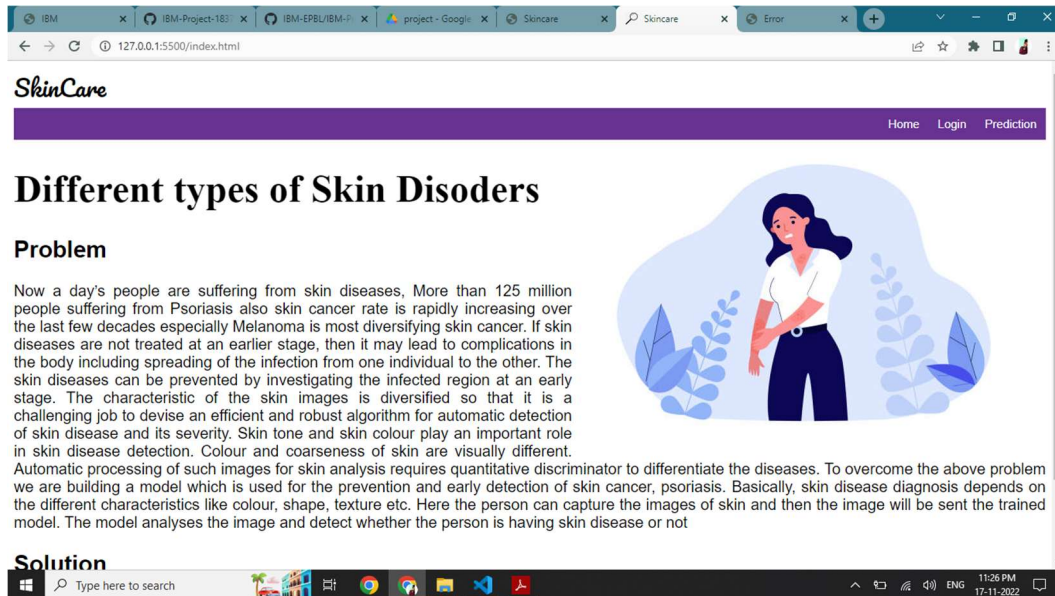 IBM
IBM-Project-183
IBM-EPBL/IBM-P
project - Google
Skincare
Skincare
Error
127.0.0.1:5500/index.html
SkinCare
Home Login Prediction
Different types of Skin Disoders
Problem
Now a day's people are suffering from skin diseases, More than 125 million
people suffering from Psoriasis also skin cancer rate is rapidly increasing over
the last few decades especially Melanoma is most diversifying skin cancer. If skin
diseases are not treated at an earlier stage, then it may lead to complications in
the body including spreading of the infection from one individual to the other. The
skin diseases can be prevented by investigating the infected region at an early
stage. The characteristic of the skin images is diversified so that it is a
challenging job to devise an efficient and robust algorithm for automatic detection
of skin disease and its severity. Skin tone and skin colour play an important role
in skin disease detection. Colour and coarseness of skin are visually different.
Automatic processing of such images for skin analysis requires quantitative discriminator to differentiate the diseases. To overcome the above problem
we are building a model which is used for the prevention and early detection of skin cancer, psoriasis. Basically, skin disease diagnosis depends on
the different characteristics like colour, shape, texture etc. Here the person can capture the images of skin and then the image will be sent the trained
model. The model analyses the image and detect whether the person is having skin disease or not
Solution
Type here to search
ENG
11:26 PM
17-11-2022